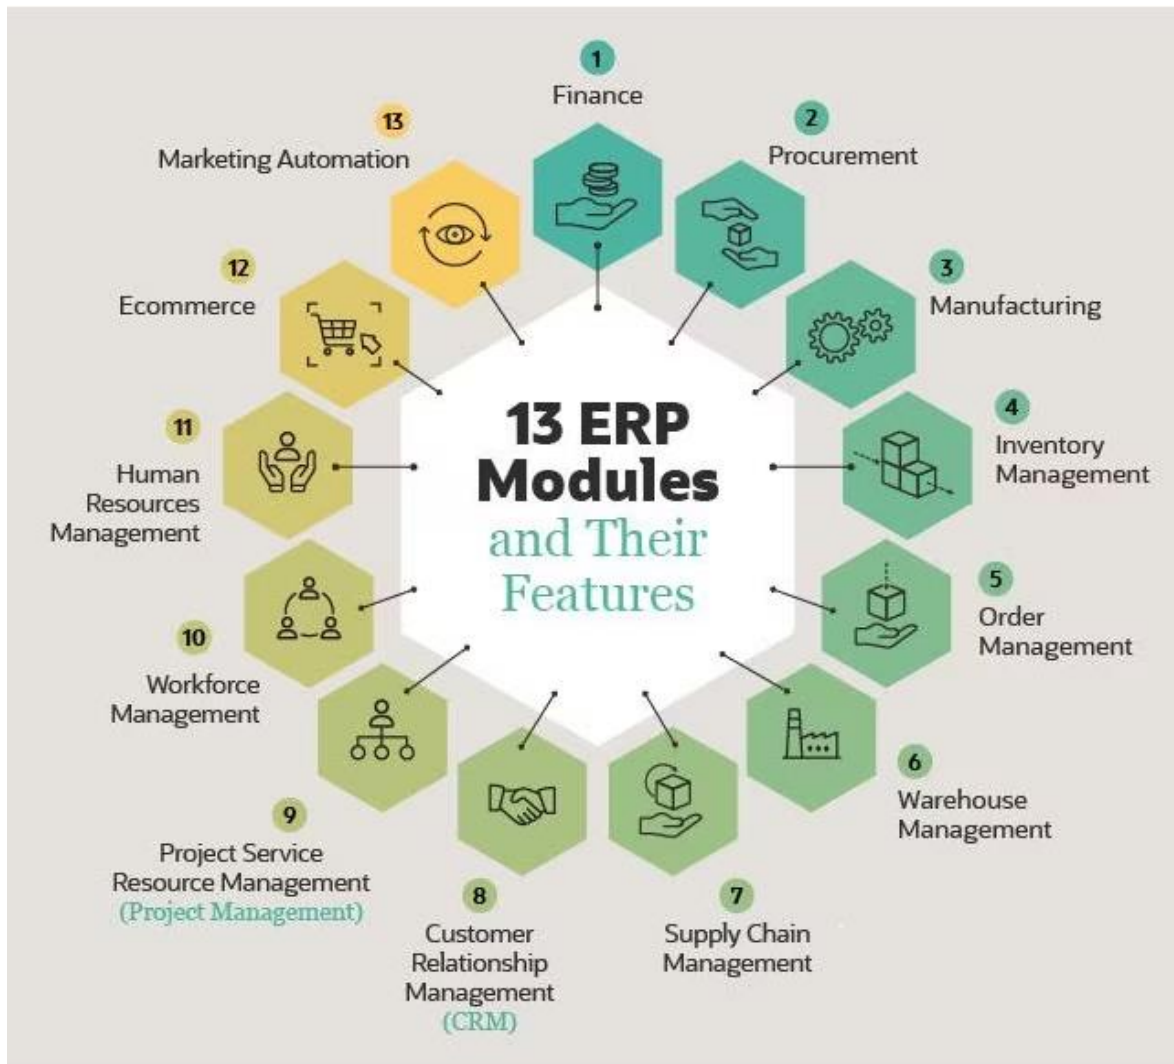 13 ERP
Modules
and Their
Features
1
Finance
2
Procurement
3
Manufacturing
4
Inventory
Management
5
Order
Management
6
Warehouse
Management
7
Supply Chain
Management
8
Customer
Relationship
Management
(CRM)
9
Project Service
Resource Management
(Project Management)
10
Workforce
Management
11
Human
Resources
Management
12
Ecommerce
13
Marketing Automation